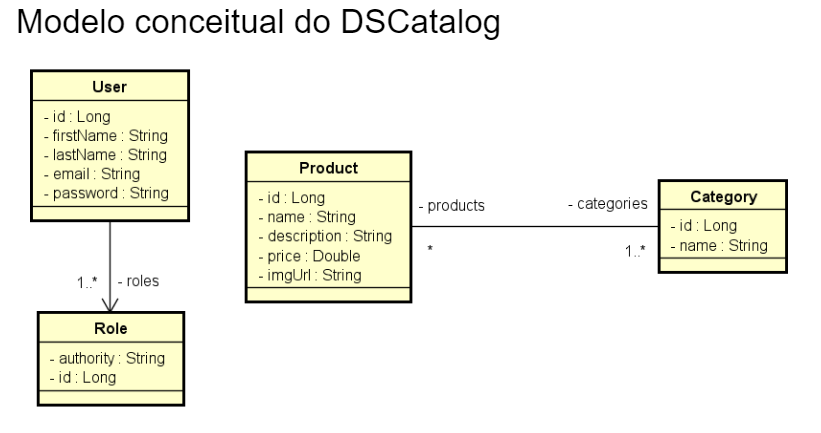 Modelo conceitual do DSCatalog
User
- id : Long
- firstName : String
- lastName : String
- email : String
- password : String
1..*
- roles
Role
- authority : String
- id : Long
Product
- id : Long
- name : String
- description : String
- price : Double
- imgUrl : String
- products
*
- categories
1..*
Category
- id : Long
- name : String